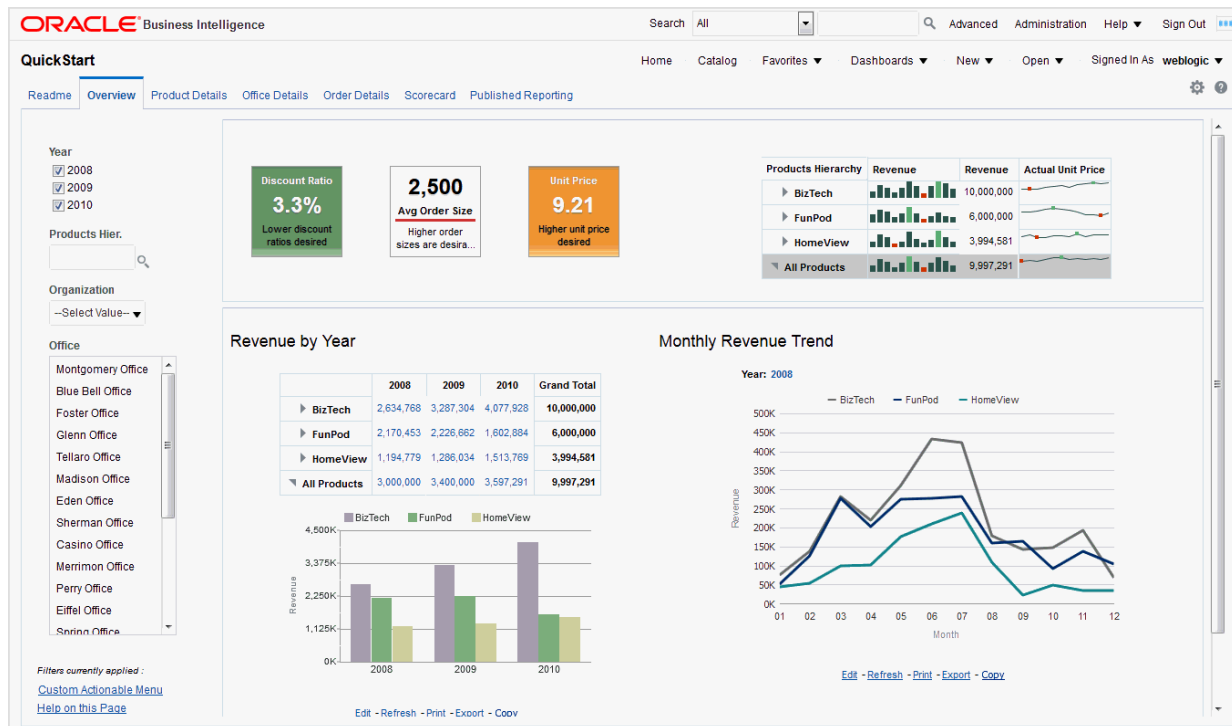 ORACLE Business Intelligence Search All Advanced Administration Help Sign Out
QuickStart Home Catalog Favorites Dashboards New Open Signed In As weblogic
Readme Overview Product Details Office Details Order Details Scorecard Published Reporting
Year
2008
2009
2010
Products Hier.
Organization
--Select Value--
Office
Montgomery Office
Blue Bell Office
Foster Office
Glenn Office
Tellaro Office
Madison Office
Eden Office
Sherman Office
Casino Office
Merrimon Office
Perry Office
Eiffel Office
Spring Office
Filters currently applied :
Custom Actionable Menu
Help on this Page
Discount Ratio
3.3%
Lower discount
ratios desired
2,500
Avg Order Size
Higher order
sizes are desira...
Unit Price
9.21
Higher unit price
desired
Products Hierarchy Revenue Revenue Actual Unit Price
BizTech 10,000,000
FunPod 6,000,000
HomeView 3,994,581
All Products 9,997,291
Revenue by Year
2008 2009 2010 Grand Total
BizTech 2,634,768 3,287,304 4,077,928 10,000,000
FunPod 2,170,453 2,226,662 1,602,884 6,000,000
HomeView 1,194,779 1,286,034 1,513,769 3,994,581
All Products 3,000,000 3,400,000 3,597,291 9,997,291
BizTech FunPod HomeView
4,500K
3,375K
2,250K
1,125K
0K
Revenue
2008 2009 2010
Edit - Refresh - Print - Export - Copy
Monthly Revenue Trend
Year: 2008
BizTech FunPod HomeView
500K
450K
400K
350K
300K
250K
200K
150K
100K
50K
0K
Revenue
01 02 03 04 05 06 07 08 09 10 11 12
Month
Edit - Refresh - Print - Export - Copy